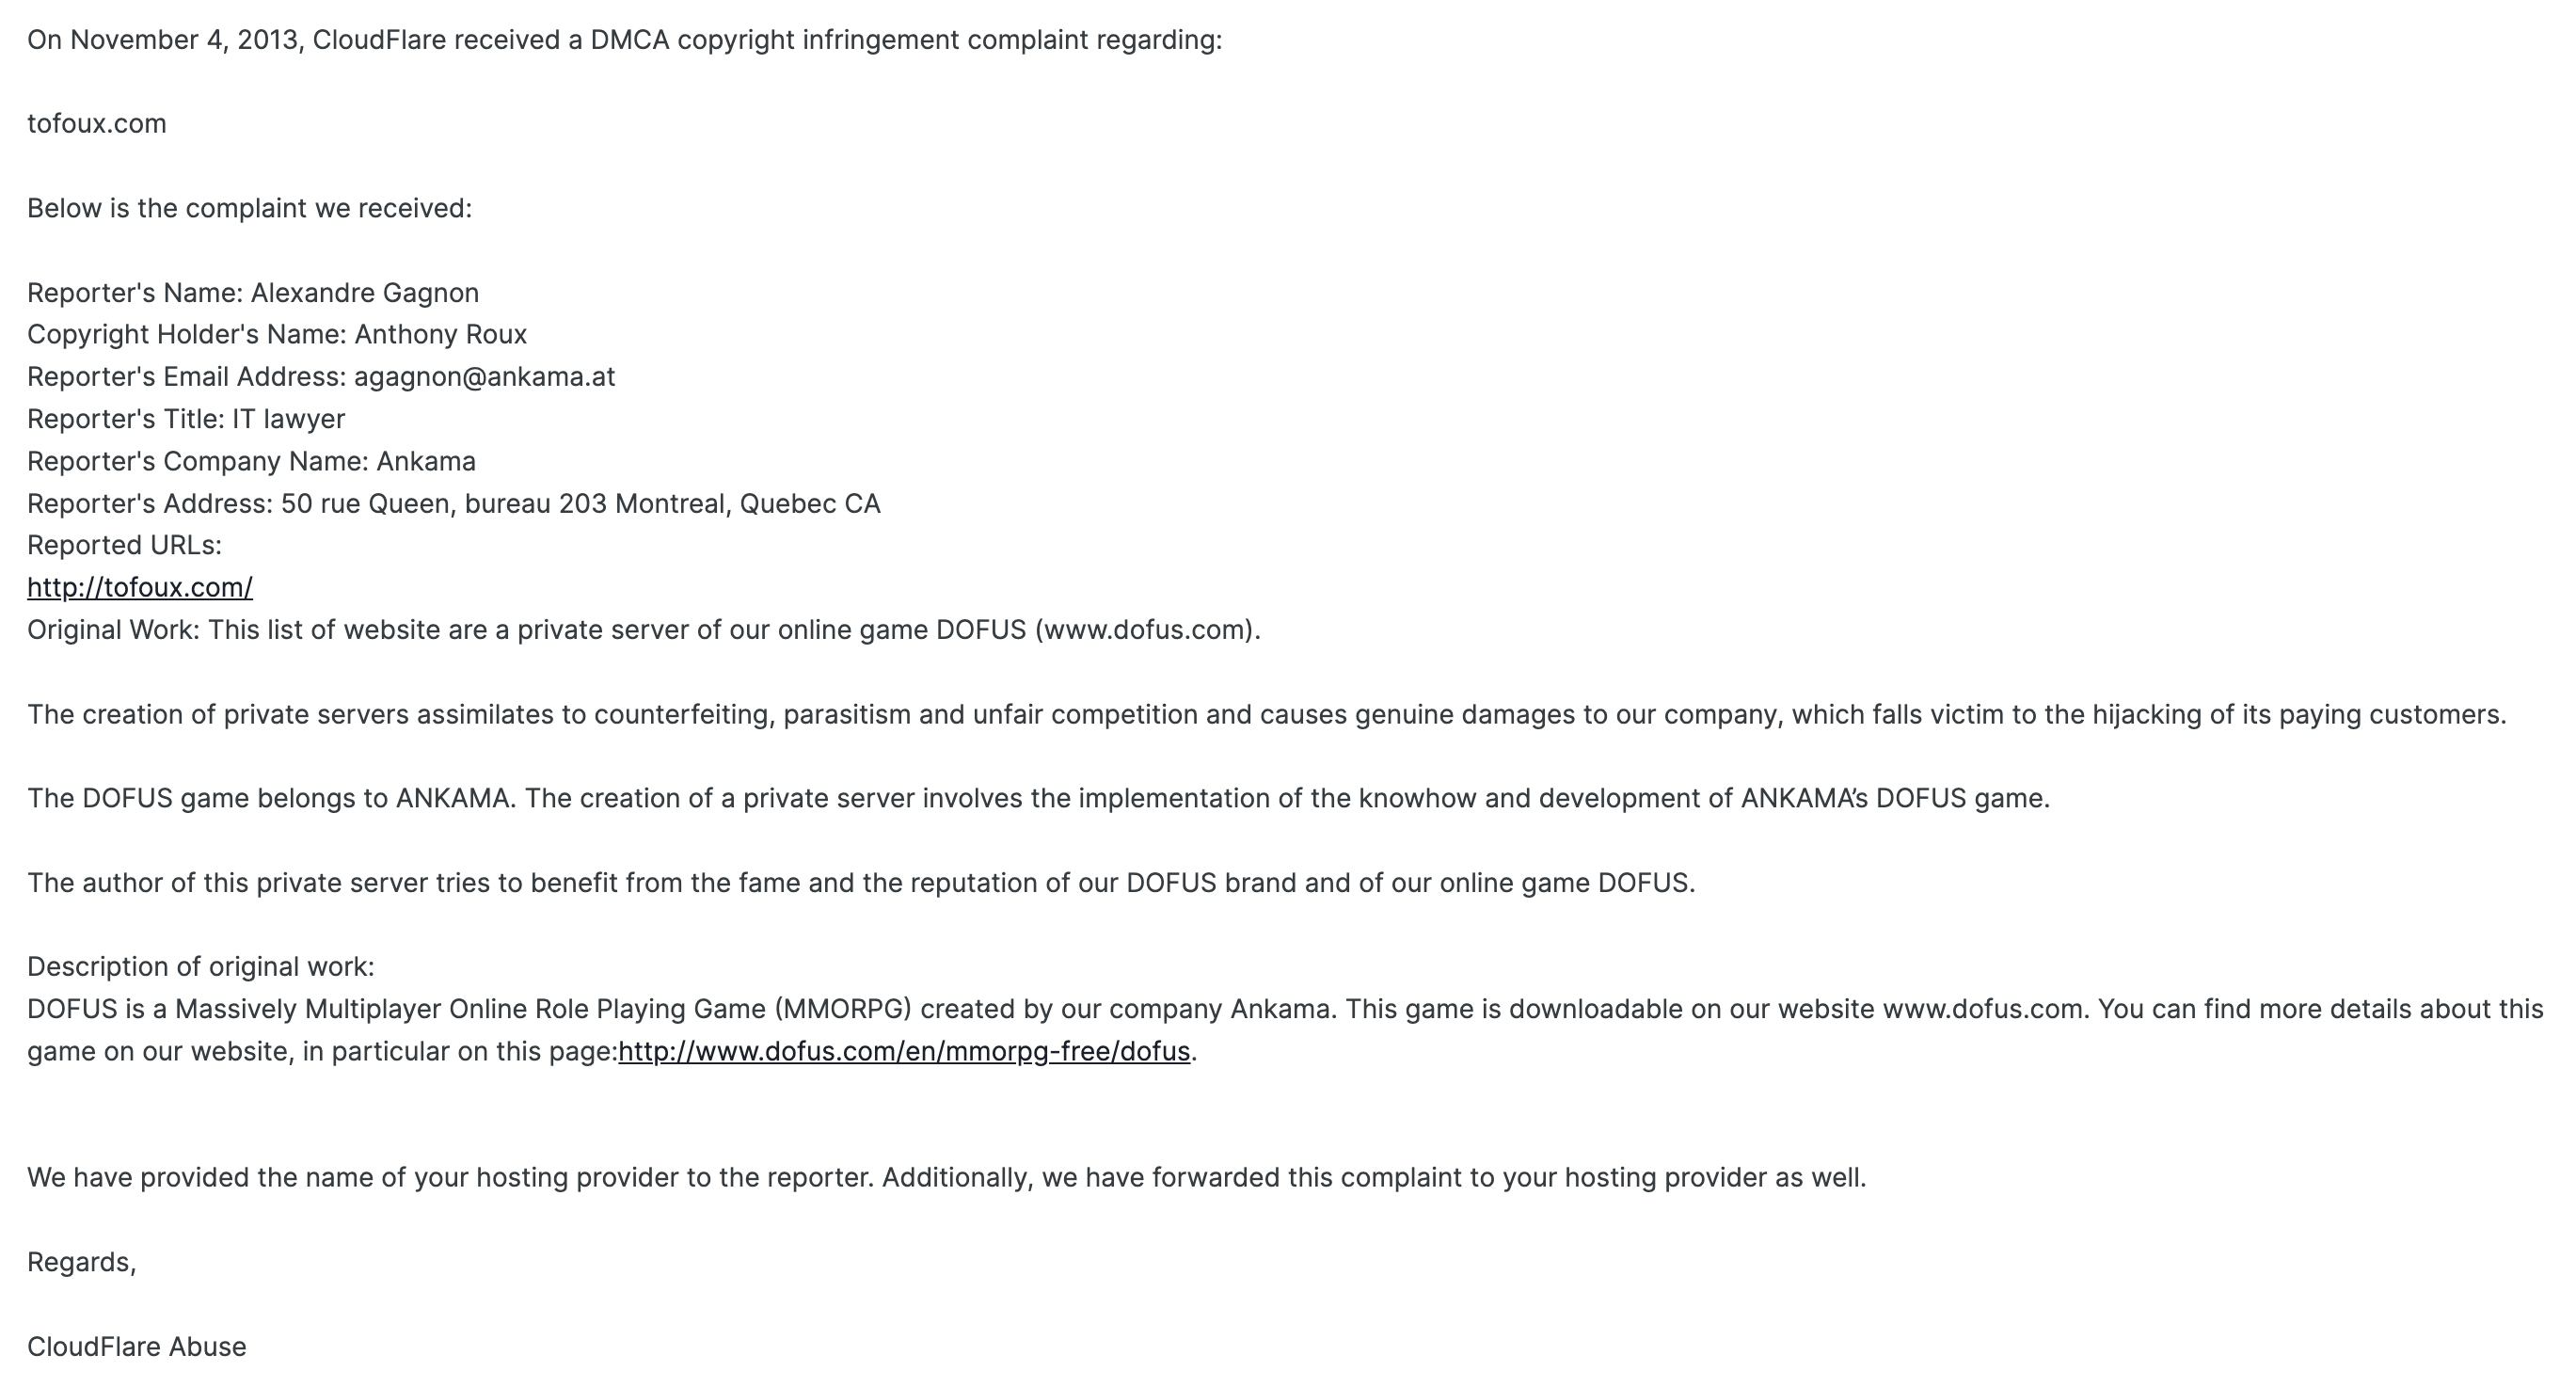 On November 4, 2013, CloudFlare received a DMCA copyright infringement complaint regarding:
tofoux.com
Below is the complaint we received:
Reporter's Name: Alexandre Gagnon
Copyright Holder's Name: Anthony Roux
Reporter's Email Address: agagnon@ankama.at
Reporter's Title: IT lawyer
Reporter's Company Name: Ankama
Reporter's Address: 50 rue Queen, bureau 203 Montreal, Quebec CA
Reported URLs:
http://tofoux.com/
Original Work: This list of website are a private server of our online game DOFUS (www.dofus.com).
The creation of private servers assimilates to counterfeiting, parasitism and unfair competition and causes genuine damages to our company, which falls victim to the hijacking of its paying customers.
The DOFUS game belongs to ANKAMA. The creation of a private server involves the implementation of the knowhow and development of ANKAMA’s DOFUS game.
The author of this private server tries to benefit from the fame and the reputation of our DOFUS brand and of our online game DOFUS.
Description of original work:
DOFUS is a Massively Multiplayer Online Role Playing Game (MMORPG) created by our company Ankama. This game is downloadable on our website www.dofus.com. You can find more details about this
game on our website, in particular on this page:http://www.dofus.com/en/mmorpg-free/dofus.
We have provided the name of your hosting provider to the reporter. Additionally, we have forwarded this complaint to your hosting provider as well.
Regards,
CloudFlare Abuse